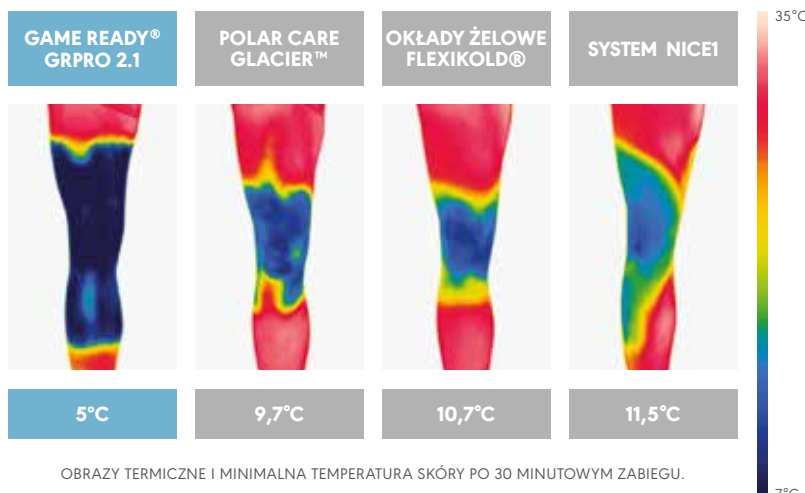 GAME READY®
GRPRO 2.1
POLAR CARE
GLACIER™
OKŁADY ŻELOWE
FLEXIKOLD®
SYSTEM NICE1
35°C
5°C
9,7°C
10,7°C
11,5°C
OBRAZY TERMICZNE I MINIMALNA TEMPERATURA SKÓRY PO 30 MINUTOWYM ZABIEGU.
7°C